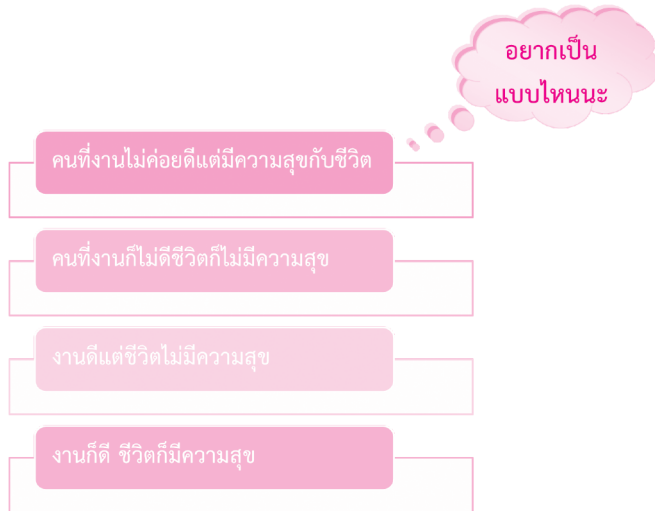 อยากเป็น
แบบไหนนะ
คนที่งานไม่ค่อยดีแต่มีความสุขกับชีวิต
คนที่งานก็ไม่ดีชีวิตก็ไม่มีความสุข
งานดีแต่ชีวิตไม่มีความสุข
งานก็ดี ชีวิตก็มีความสุข